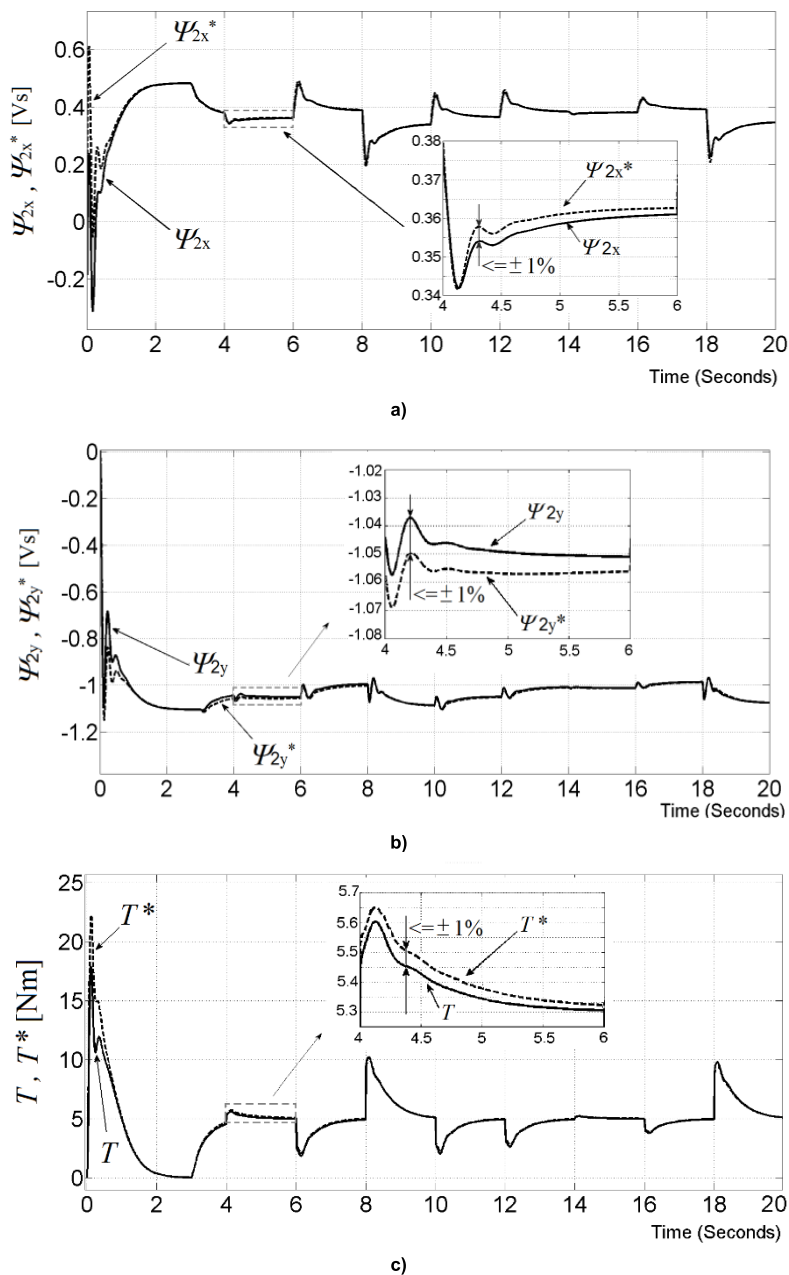 Ψ2x , Ψ2x* [Vs]
0.6
0.4
0.2
0
-0.2
Ψ2x*
Ψ2x
0.38
0.37
0.36
0.35
0.34
Ψ2x*
Ψ2x
<=±1%
4 4.5 5 5.5 6
0 2 4 6 8 10 12 14 16 18 20
Time (Seconds)
a)
Ψ2y , Ψ2y* [Vs]
0
-0.2
-0.4
-0.6
-0.8
-1
-1.2
Ψ2y
Ψ2y*
-1.02
-1.03
-1.04
-1.05
-1.06
-1.07
-1.08
Ψ2y
<=±1%
Ψ2y*
4 4.5 5 5.5 6
0 2 4 6 8 10 12 14 16 18 20
Time (Seconds)
b)
T , T* [Nm]
25
20
15
10
5
0
T*
T
5.7
5.6
5.5
5.4
5.3
<=±1%
T*
T
4 4.5 5 5.5 6
0 2 4 6 8 10 12 14 16 18 20
Time (Seconds)
c)